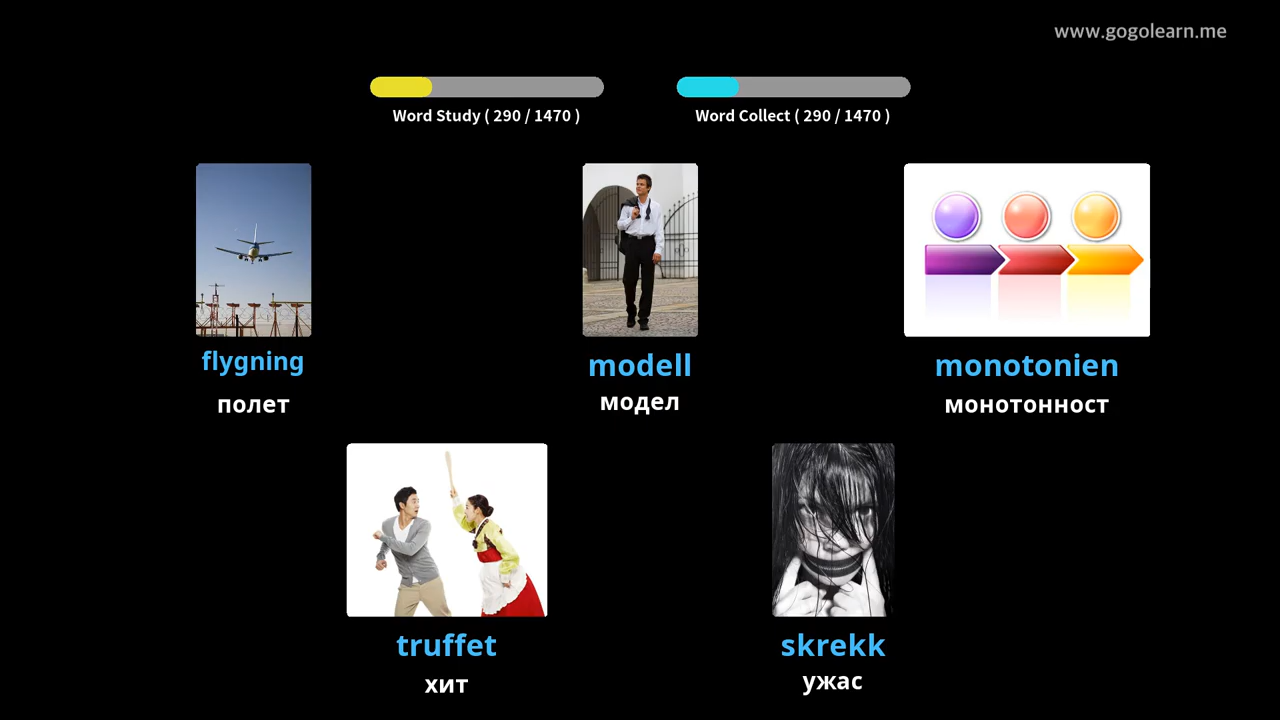 www.gogolearn.me
Word Study ( 290 / 1470 )
Word Collect ( 290 / 1470 )
flygning
полет
modell
модел
monotonien
монотонност
truffet
хит
skrekk
ужас